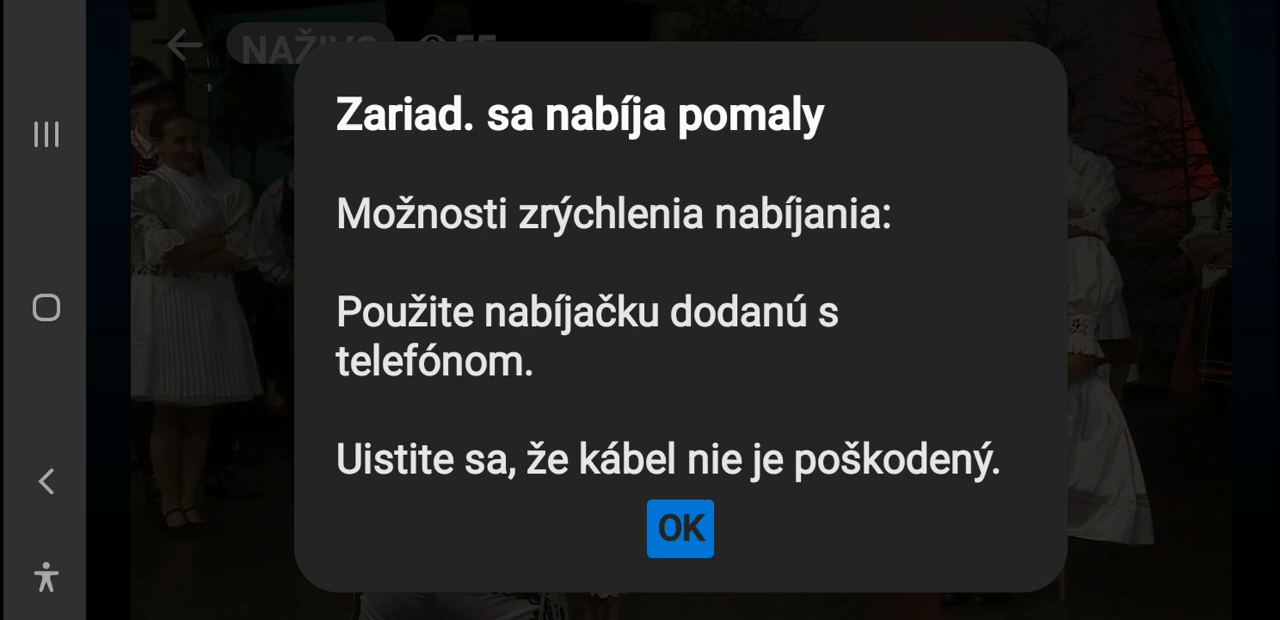 NAŽIVO
Zariad. sa nabíja pomaly
Možnosti zrýchlenia nabíjania:
Použite nabíjačku dodanú s
telefónom.
Uistite sa, že kábel nie je poškodený.
OK